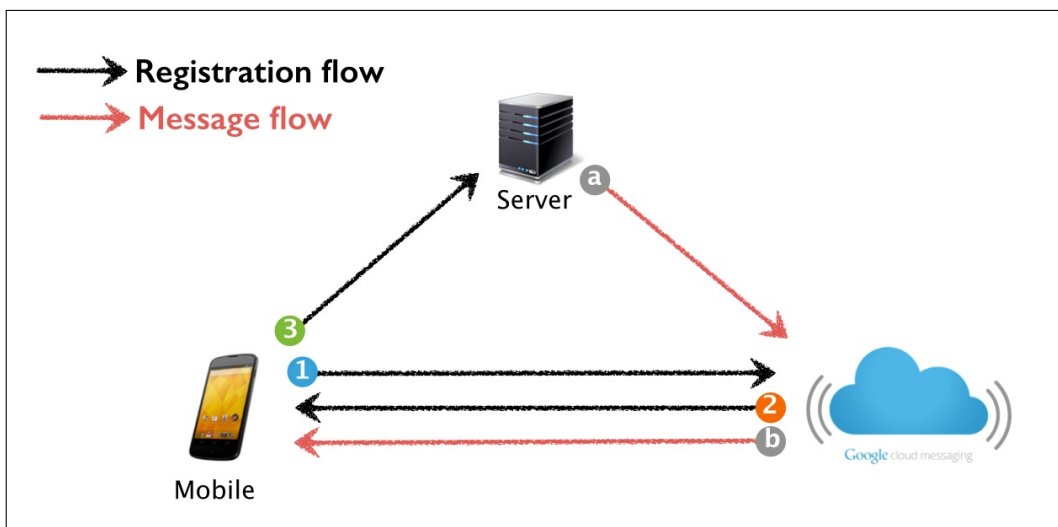 Registration flow
Message flow
a
Server
3
1
2
b
Google cloud messaging
Mobile